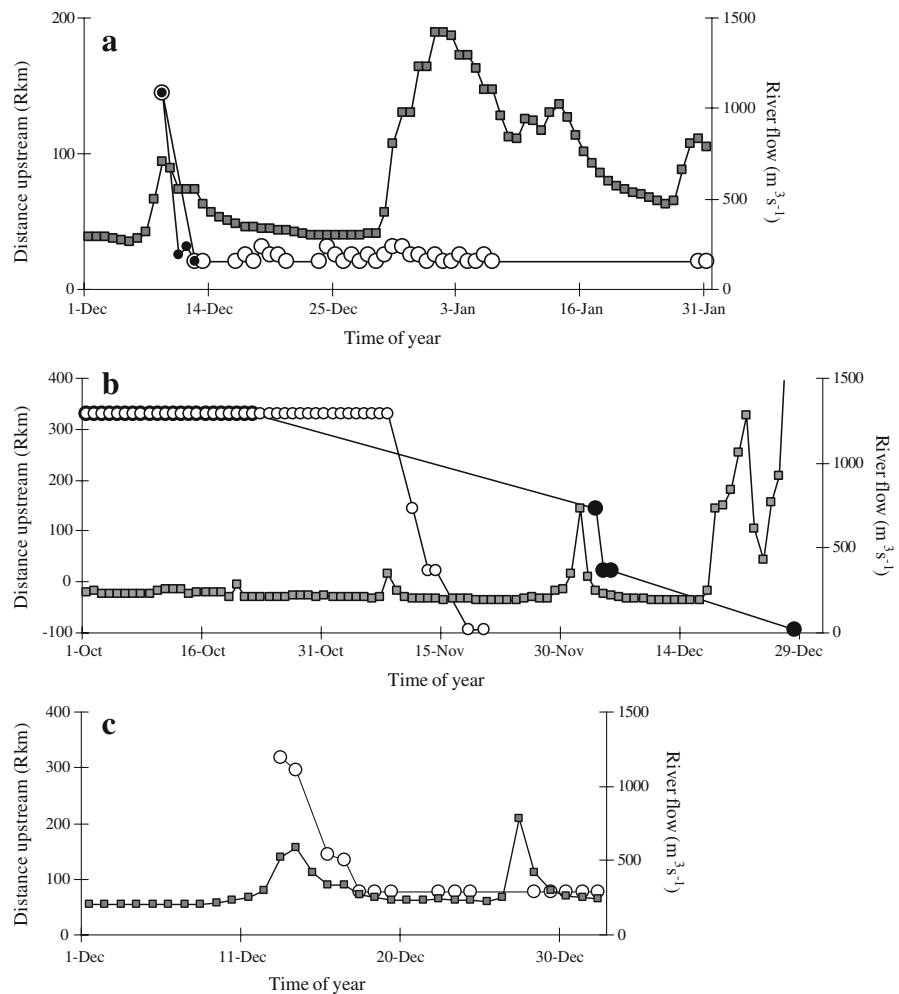 a
200
100
0
Distance upstream (Rkm)
1500
1000
500
0
River flow (m³s⁻¹)
1-Dec
14-Dec
25-Dec
3-Jan
16-Jan
31-Jan
Time of year
b
400
300
200
100
0
-100
Distance upstream (Rkm)
1500
1000
500
0
River flow (m³s⁻¹)
1-Oct
16-Oct
31-Oct
15-Nov
30-Nov
14-Dec
29-Dec
Time of year
c
400
300
200
100
0
Distance upstream (Rkm)
1500
1000
500
0
River flow (m³s⁻¹)
1-Dec
11-Dec
20-Dec
30-Dec
Time of year